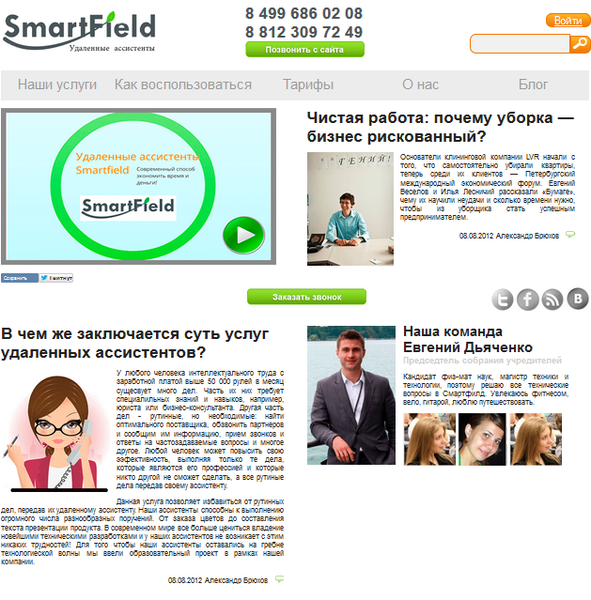 SmartField
Удаленные ассистенты
8 499 686 02 08
8 812 309 72 49
Позвонить с сайта
Войти
Наши услуги
Как воспользоваться
Тарифы
О нас
Блог
Удаленные ассистенты
Smartfield
Современный способ
экономить время и
деньги!
SmartField
Чистая работа: почему уборка —
бизнес рискованный?
ГЕНИЙ!
Основатели клининговой компании LVR начали с
того, что самостоятельно убирали квартиры,
теперь среди их клиентов — Петербургский
международный экономический форум. Евгений
Веселов и Илья Лесничий рассказали «Бумаге»,
чему их научили неудачи и сколько времени нужно,
чтобы из уборщика стать успешным
предпринимателем.
08.08.2012 Александр Брюхов
Сохранить
Твитнуть
Заказать звонок
В чем же заключается суть услуг
удаленных ассистентов?
У любого человека интеллектуального труда с
заработной платой выше 50 000 рублей в месяц
существует много дел. Часть из них требует
специальных знаний и навыков, например,
юриста или бизнес-консультанта. Другая часть
дел - рутинные, но необходимые: найти
оптимального поставщика, обзвонить партнеров
и сообщим им информацию, прием звонков и
ответы на частозадаваемые вопросы и многое
другое. Любой человек может повысить свою
эффективность, выполняя только те дела,
которые являются его профессией и которые
никто другой не сможет сделать, а все рутиные
дела передав своему ассистенту.
Данная услуга позволяет избавиться от рутинных
дел, передав их удаленному ассистенту. Наши ассистенты способны к выполнению
огромного числа разнообразных поручений. От заказа цветов до составления
текста презентации продукта. В современном мире все больше цениться владение
новейшими техническими разработками и у наших ассистентов не возникает с этим
никаких трудностей! Для того чтобы наши ассистенты оставались на гребне
технологической волны мы ввели образовательный проект в рамках нашей
компании.
08.08.2012 Александр Брюхов
Наша команда
Евгений Дьяченко
Председатель собрания учредителей
Кандидат физ-мат наук, магистр техники и
технологии, поэтому решаю все технические
вопросы в Смартфилд. Увлекаюсь фитнесом,
вело, гитарой, люблю путешествовать.